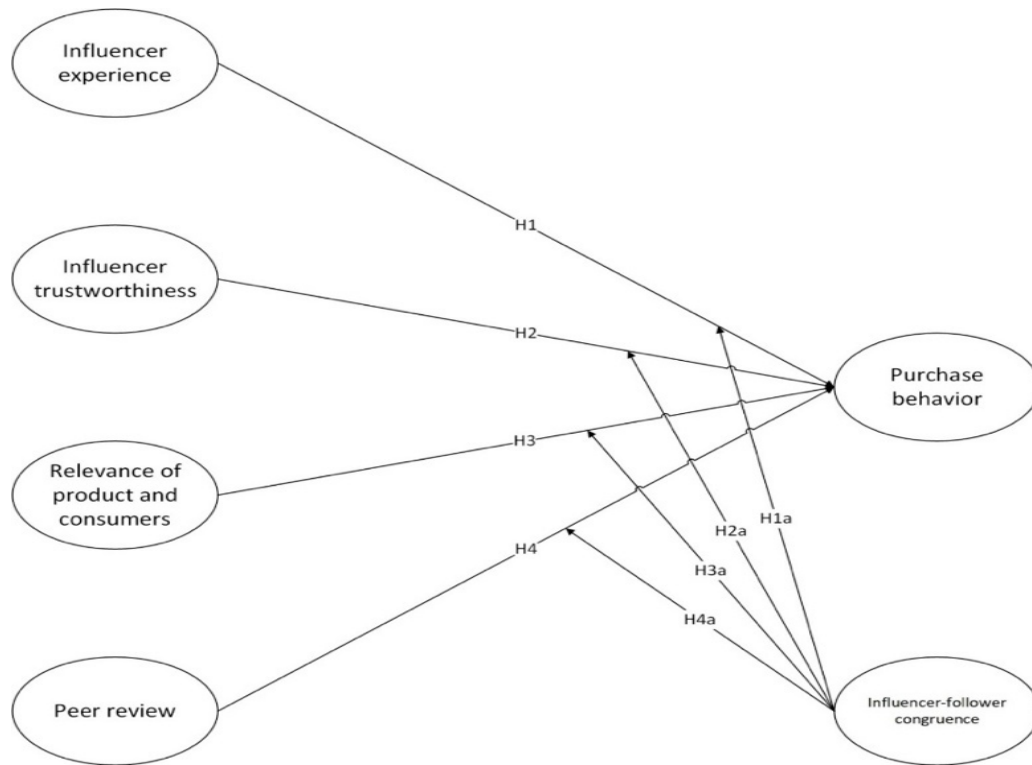 Influencer
experience
H1
Influencer
trustworthiness
H2
Purchase
behavior
Relevance of
product and
consumers
H3
H1a
H2a
H4
H3a
H4a
Peer review
Influencer-follower
congruence